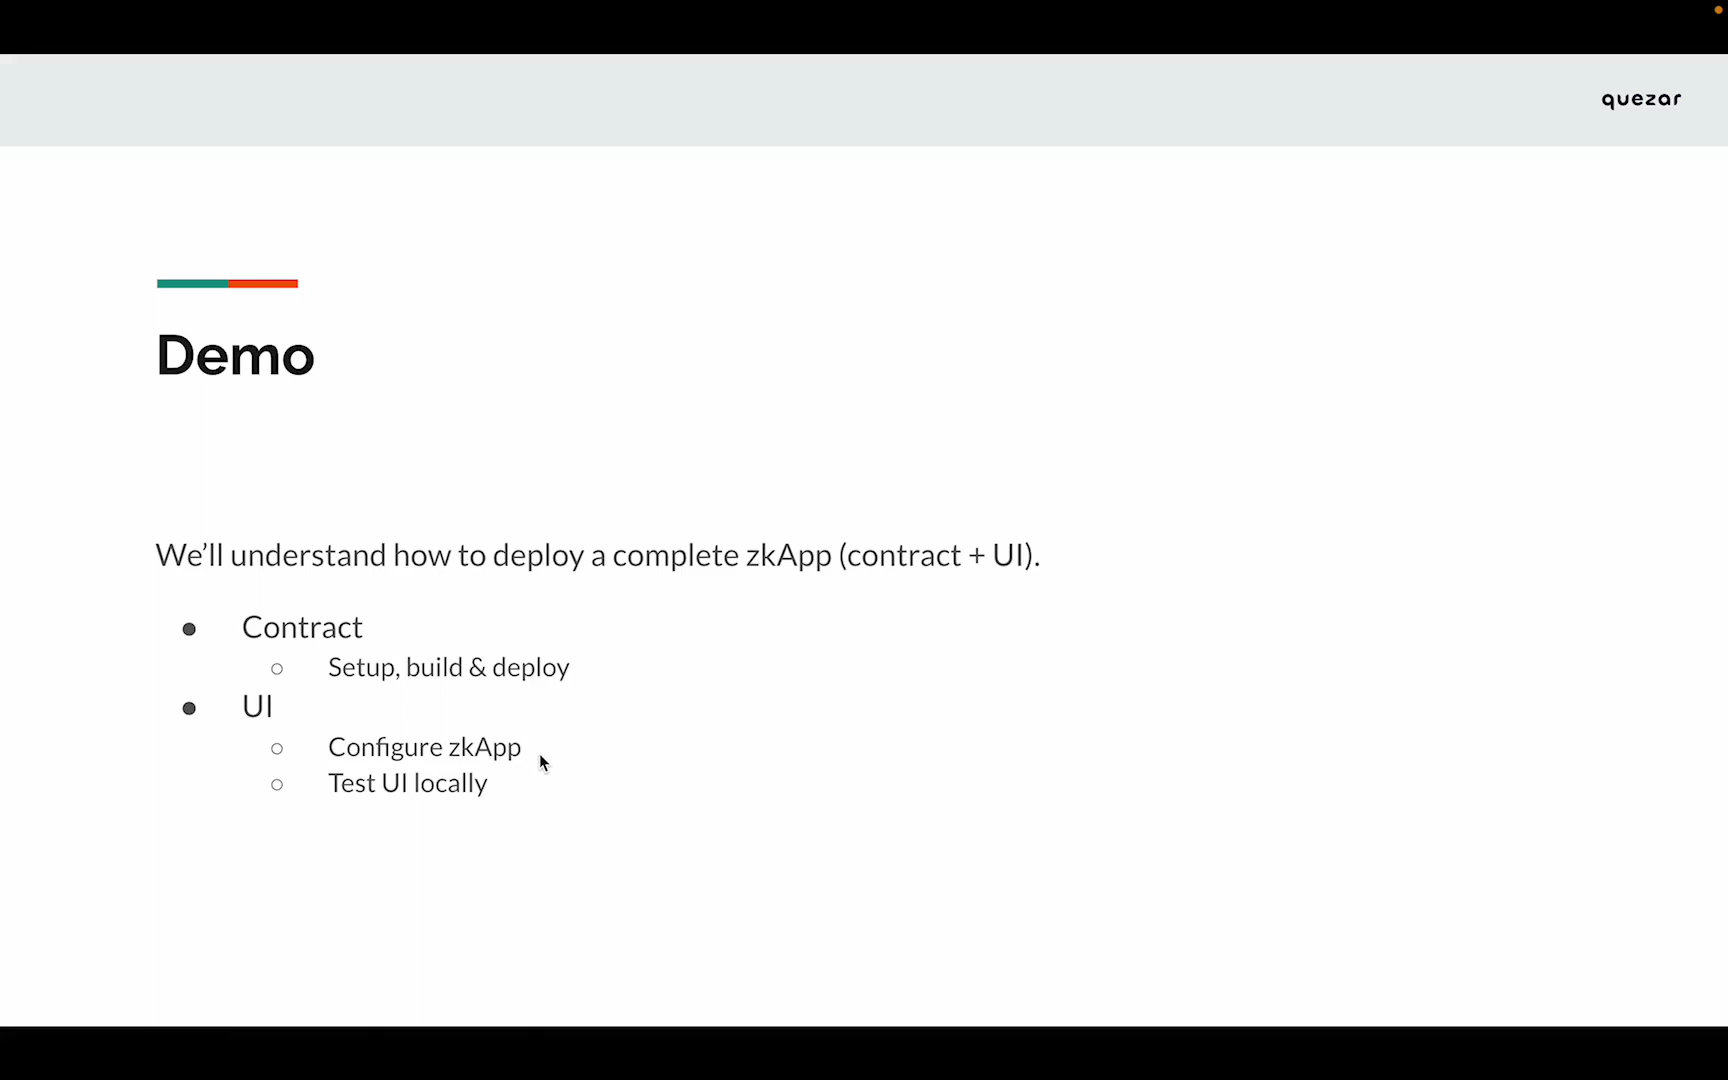 quezar
Demo
We’ll understand how to deploy a complete zkApp (contract + UI).
● Contract
○ Setup, build & deploy
● UI
○ Configure zkApp
○ Test UI locally